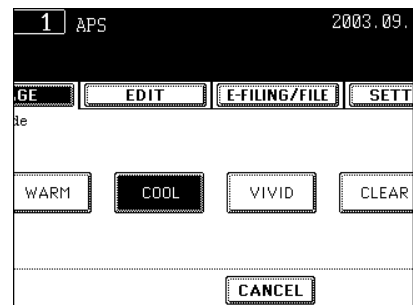 1 APS 2003.09.
GE EDIT E-FILING/FILE SETT
de
WARM COOL VIVID CLEAR
CANCEL